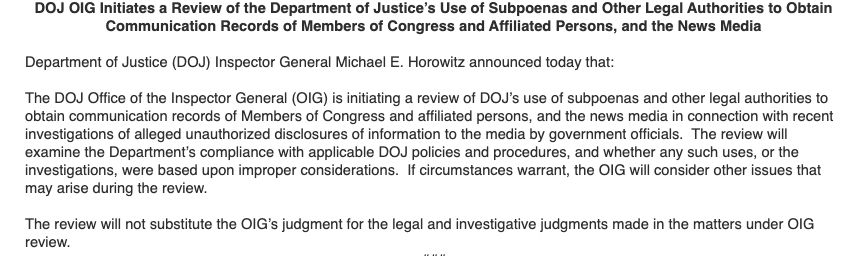 DOJ OIG Initiates a Review of the Department of Justice's Use of Subpoenas and Other Legal Authorities to Obtain
Communication Records of Members of Congress and Affiliated Persons, and the News Media
Department of Justice (DOJ) Inspector General Michael E. Horowitz announced today that:
The DOJ Office of the Inspector General (OIG) is initiating a review of DOJ's use of subpoenas and other legal authorities to
obtain communication records of Members of Congress and affiliated persons, and the news media in connection with recent
investigations of alleged unauthorized disclosures of information to the media by government officials.  The review will
examine the Department's compliance with applicable DOJ policies and procedures, and whether any such uses, or the
investigations, were based upon improper considerations.  If circumstances warrant, the OIG will consider other issues that
may arise during the review.
The review will not substitute the OIG's judgment for the legal and investigative judgments made in the matters under OIG
review.